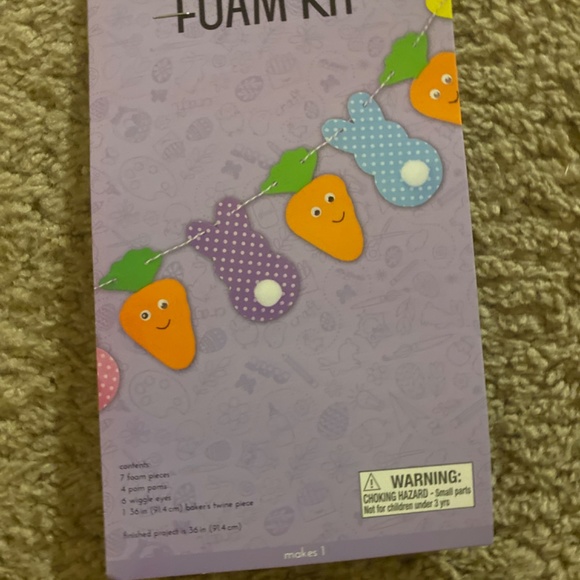 FOAM KIT
contents:
7 foam pieces
4 pom poms
6 wiggle eyes
1 36 in (91.4 cm) baker's twine piece
finished project is 36 in (91.4 cm)
WARNING:
CHOKING HAZARD - Small parts
Not for children under 3 yrs
makes 1